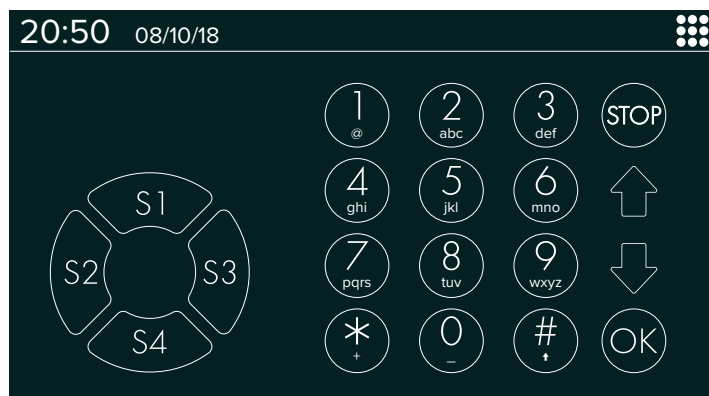 20:50 08/10/18
1 2 3 STOP
@ abc def
S1
4 5 6
ghi jkl mno
S2 S3
7 8 9
pqrs tuv wxyz
S4
* 0 # OK
+ _